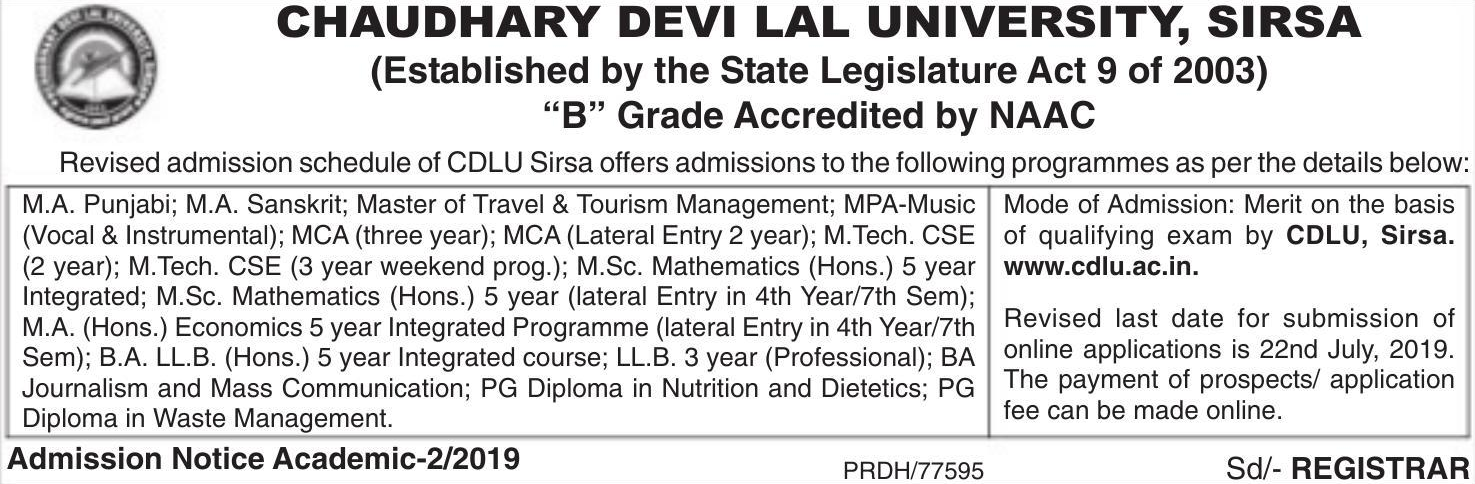 CHAUDHARY DEVI LAL UNIVERSITY, SIRSA
(Established by the State Legislature Act 9 of 2003)
“B” Grade Accredited by NAAC
Revised admission schedule of CDLU Sirsa offers admissions to the following programmes as per the details below:
M.A. Punjabi; M.A. Sanskrit; Master of Travel & Tourism Management; MPA-Music
(Vocal & Instrumental); MCA (three year); MCA (Lateral Entry 2 year); M.Tech. CSE
(2 year); M.Tech. CSE (3 year weekend prog.); M.Sc. Mathematics (Hons.) 5 year
Integrated; M.Sc. Mathematics (Hons.) 5 year (lateral Entry in 4th Year/7th Sem);
M.A. (Hons.) Economics 5 year Integrated Programme (lateral Entry in 4th Year/7th
Sem); B.A. LL.B. (Hons.) 5 year Integrated course; LL.B. 3 year (Professional); BA
Journalism and Mass Communication; PG Diploma in Nutrition and Dietetics; PG
Diploma in Waste Management.
Mode of Admission: Merit on the basis
of qualifying exam by CDLU, Sirsa.
www.cdlu.ac.in.
Revised last date for submission of
online applications is 22nd July, 2019.
The payment of prospects/ application
fee can be made online.
Admission Notice Academic-2/2019
PRDH/77595
Sd/- REGISTRAR